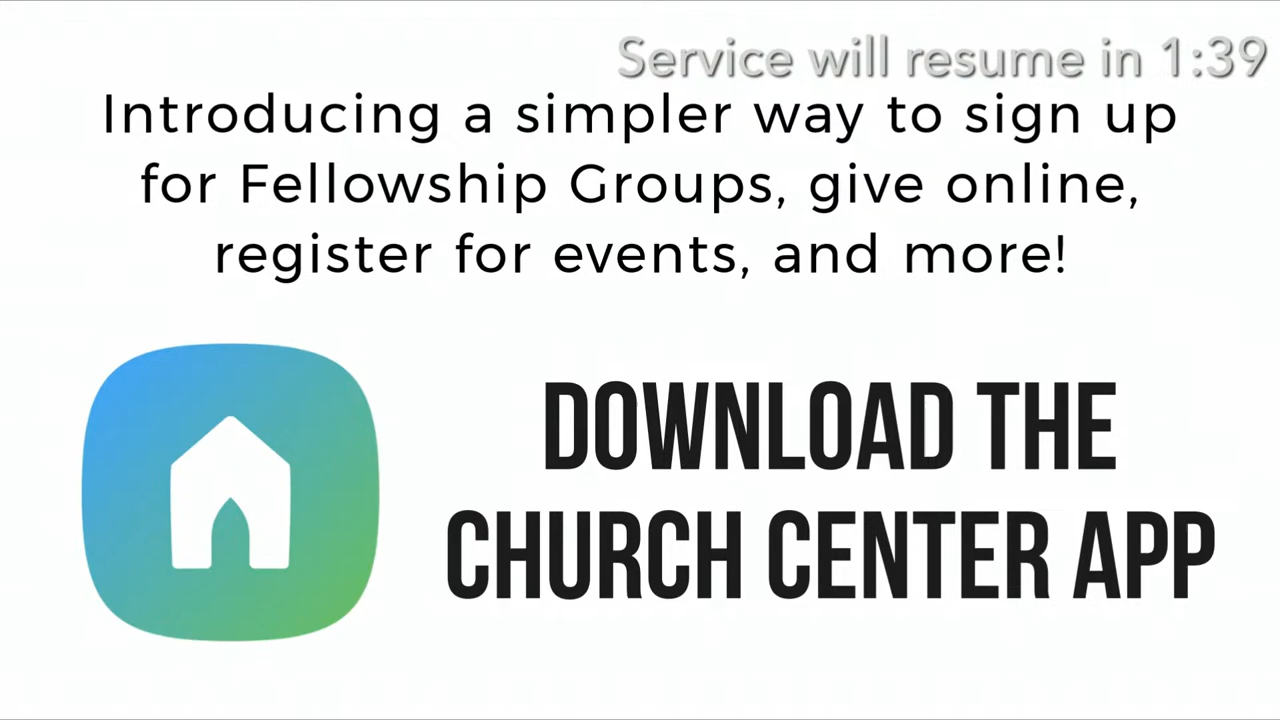 Service will resume in 1:39
Introducing a simpler way to sign up
for Fellowship Groups, give online,
register for events, and more!
DOWNLOAD THE
CHURCH CENTER APP